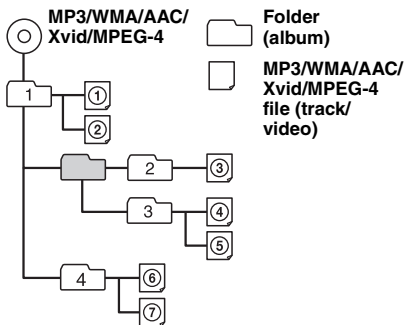 MP3/WMA/AAC/
Xvid/MPEG-4
Folder
(album)
MP3/WMA/AAC/
Xvid/MPEG-4
file (track/
video)
1
①
②
2
③
3
④
⑤
4
⑥
⑦